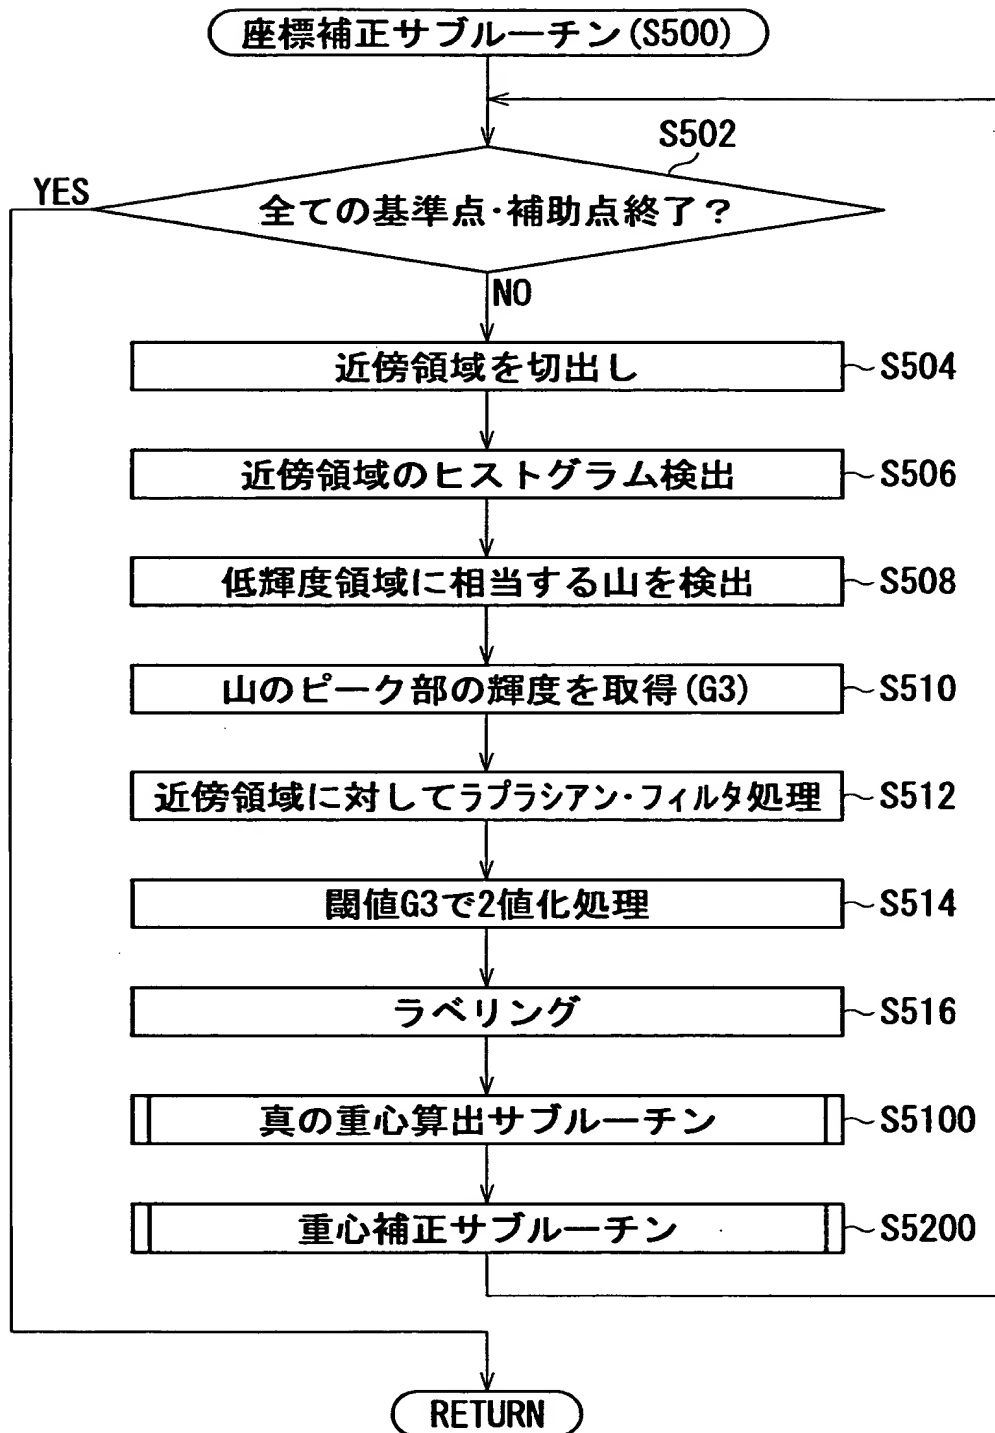 座標補正サブルーチン(S500)
S502
YES
全ての基準点・補助点終了？
NO
近傍領域を切出し
S504
近傍領域のヒストグラム検出
S506
低輝度領域に相当する山を検出
S508
山のピーク部の輝度を取得(G3)
S510
近傍領域に対してラプラシアン・フィルタ処理
S512
閾値G3で2値化処理
S514
ラベリング
S516
真の重心算出サブルーチン
S5100
重心補正サブルーチン
S5200
RETURN